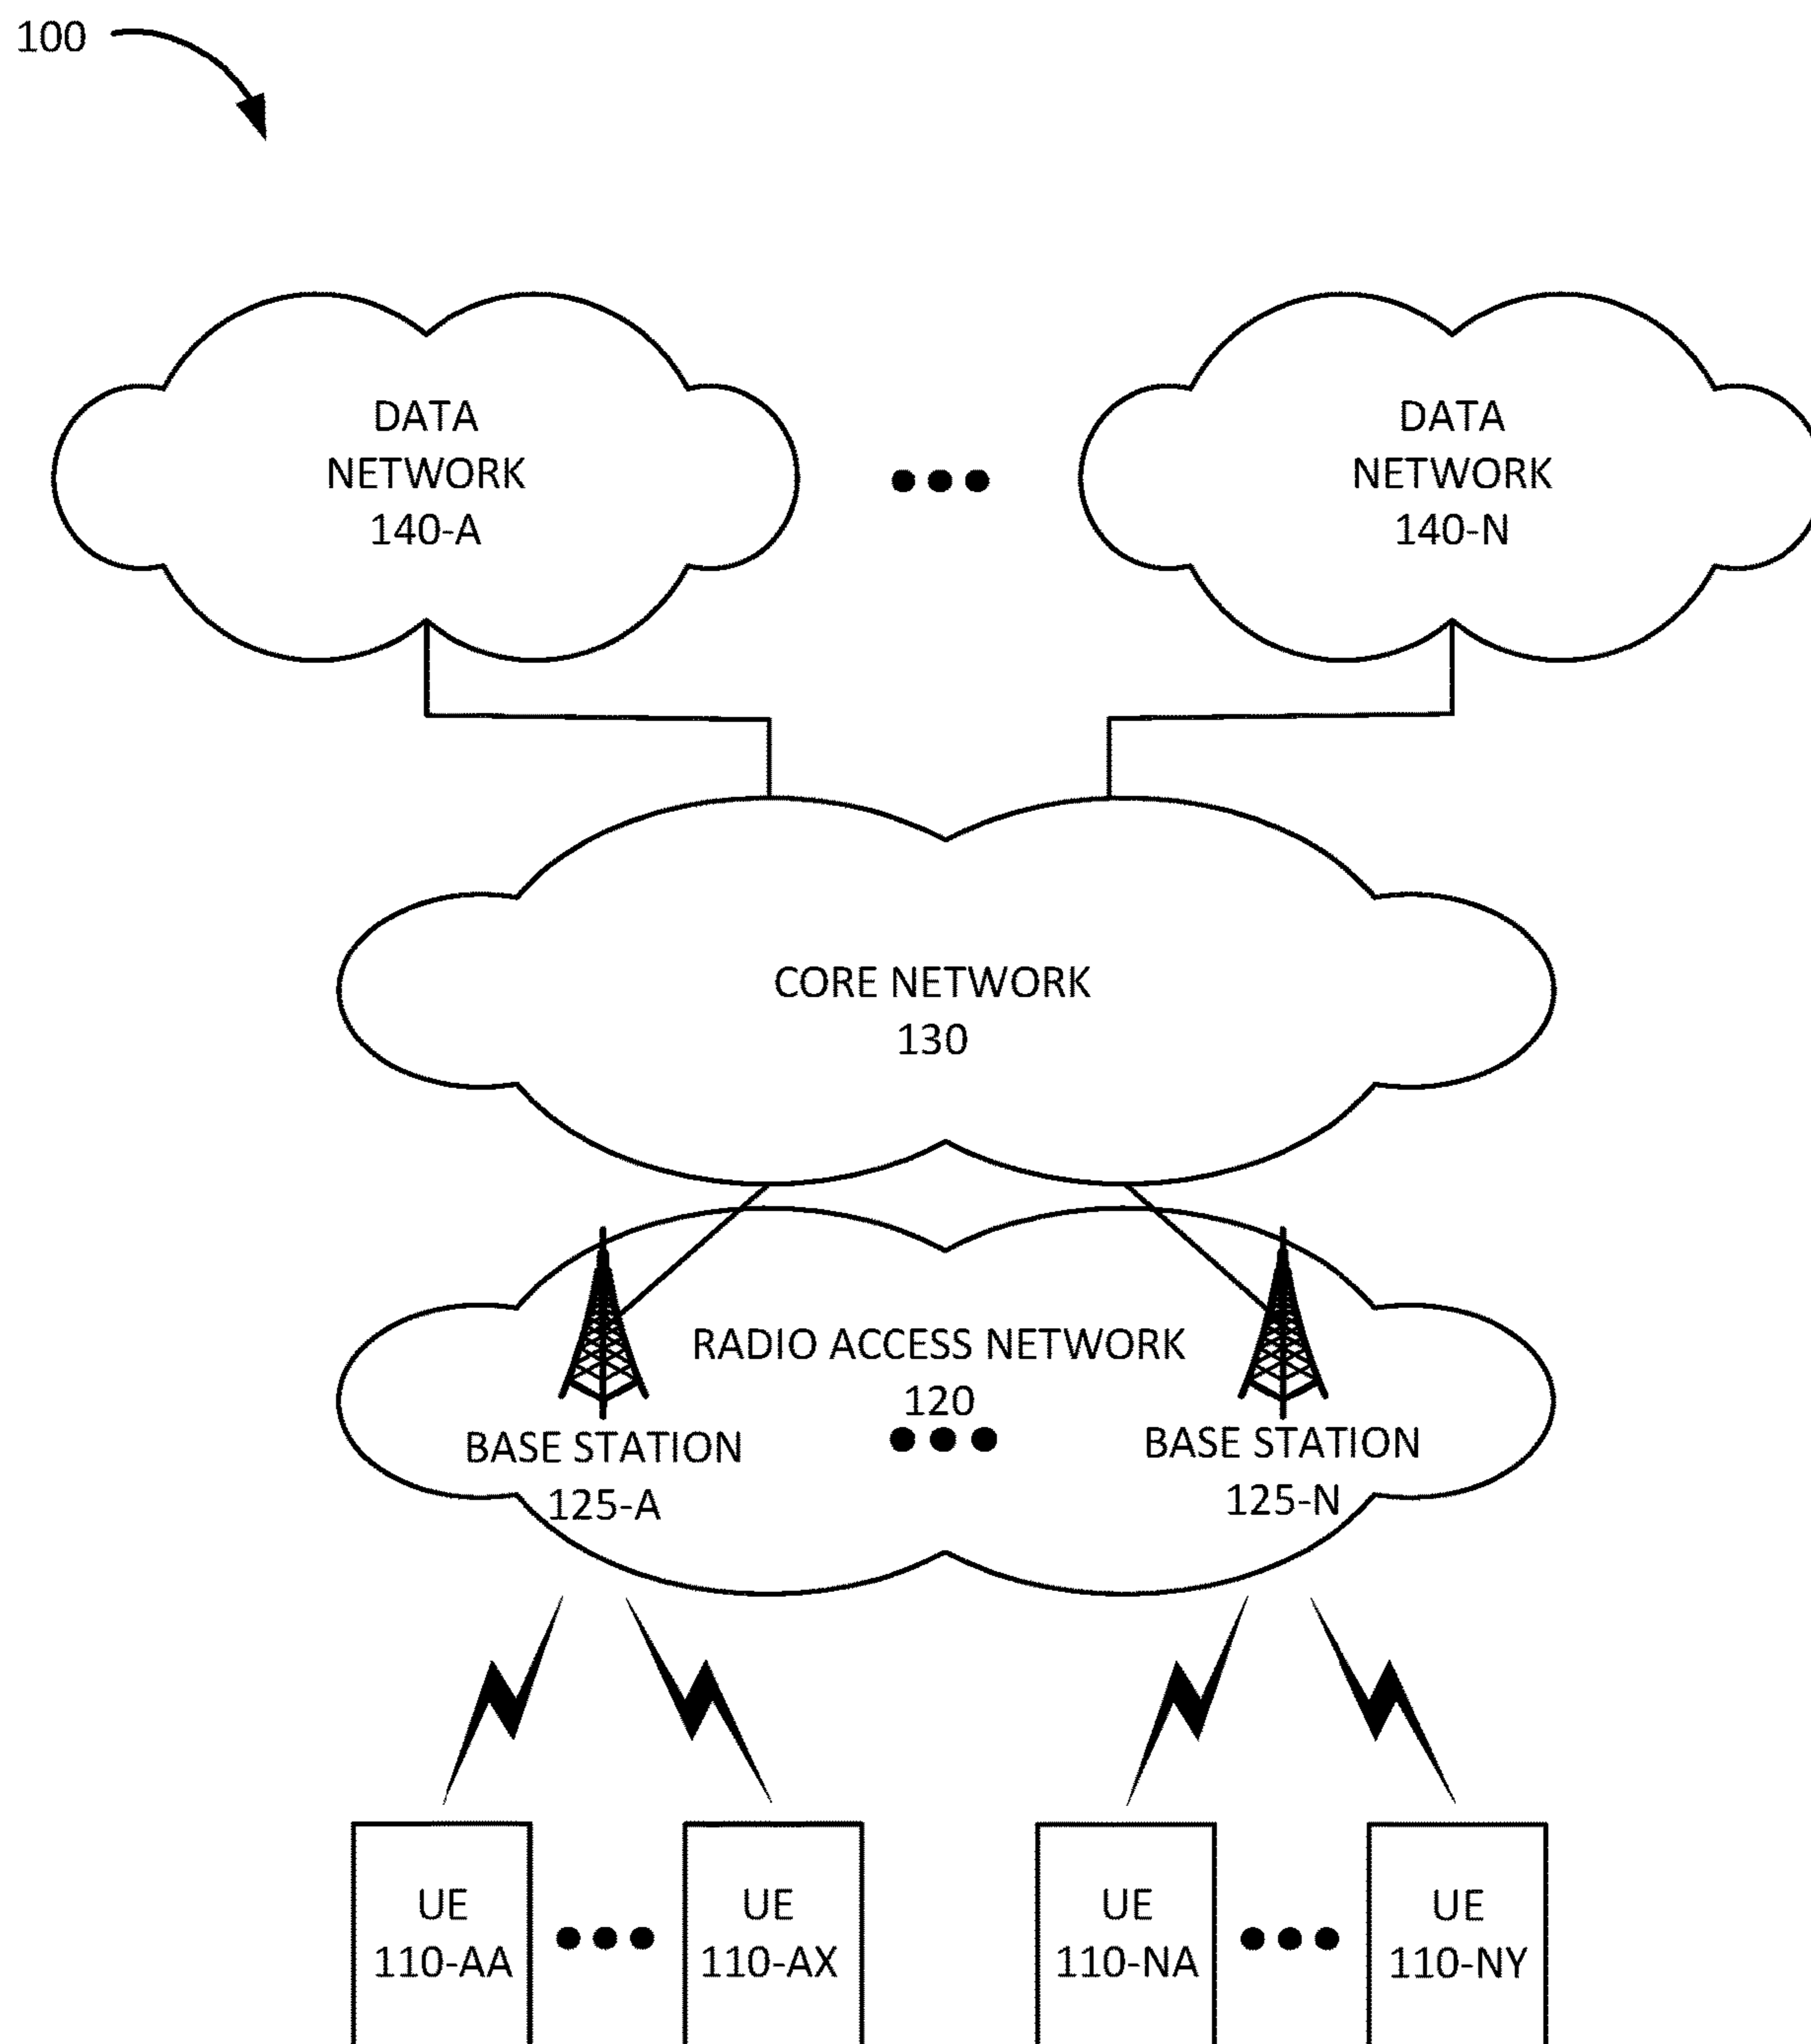 100
DATA
NETWORK
140-A
DATA
NETWORK
140-N
CORE NETWORK
130
RADIO ACCESS NETWORK
120
BASE STATION
125-A
BASE STATION
125-N
UE
110-AA
UE
110-AX
UE
110-NA
UE
110-NY